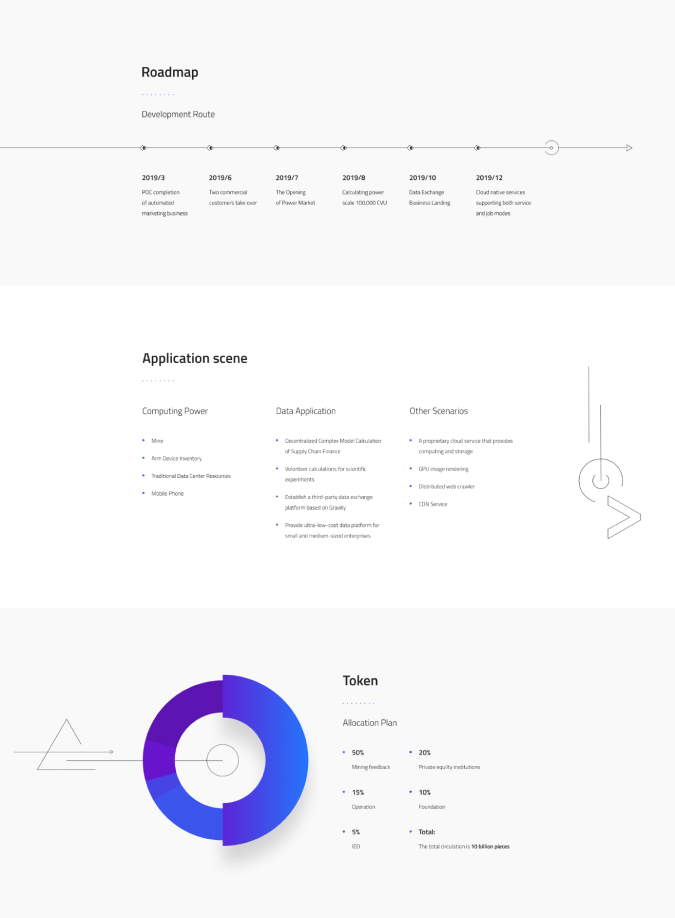 Roadmap
Development Route
2019/3
POC completion
of automated
marketing business
2019/6
Two commercial
customers take over
2019/7
The Opening
of Power Market
2019/8
Calculating power
scale 100,000 CVU
2019/10
Data Exchange
Business Landing
2019/12
Cloud native services
supporting both service
and job modes
Application scene
Computing Power
Mine
Arm Device Inventory
Traditional Data Center Resources
Mobile Phone
Data Application
Decentralized Complex Model Calculation
of Supply Chain Finance
Volunteer calculations for scientific
experiments
Establish a third-party data exchange
platform based on Gravity
Provide ultra-low-cost data platform for
small and medium-sized enterprises
Other Scenarios
A proprietary cloud service that provides
computing and storage
GPU image rendering
Distributed web crawler
CDN Service
Token
Allocation Plan
50%
Mining feedback
20%
Private equity institutions
15%
Operation
10%
Foundation
5%
IEO
Total:
The total circulation is 10 billion pieces